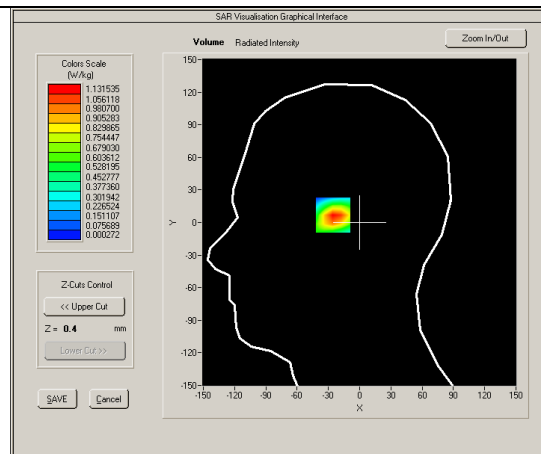 SAR Visualisation Graphical Interface
Volume Radiated Intensity
Zoom In/Out
Colors Scale
(W/kg)
1.131535
1.056118
0.980700
0.905283
0.829865
0.754447
0.679030
0.603612
0.528195
0.452777
0.377360
0.301942
0.226524
0.151107
0.075689
0.000272
Z-Cuts Control
<< Upper Cut
Z = 0.4 mm
Lower Cut >>
SAVE Cancel
150
120
90
60
30
0
-30
-60
-90
-120
-150
Y
-150 -120 -90 -60 -30 0 30 60 90 120 150
X